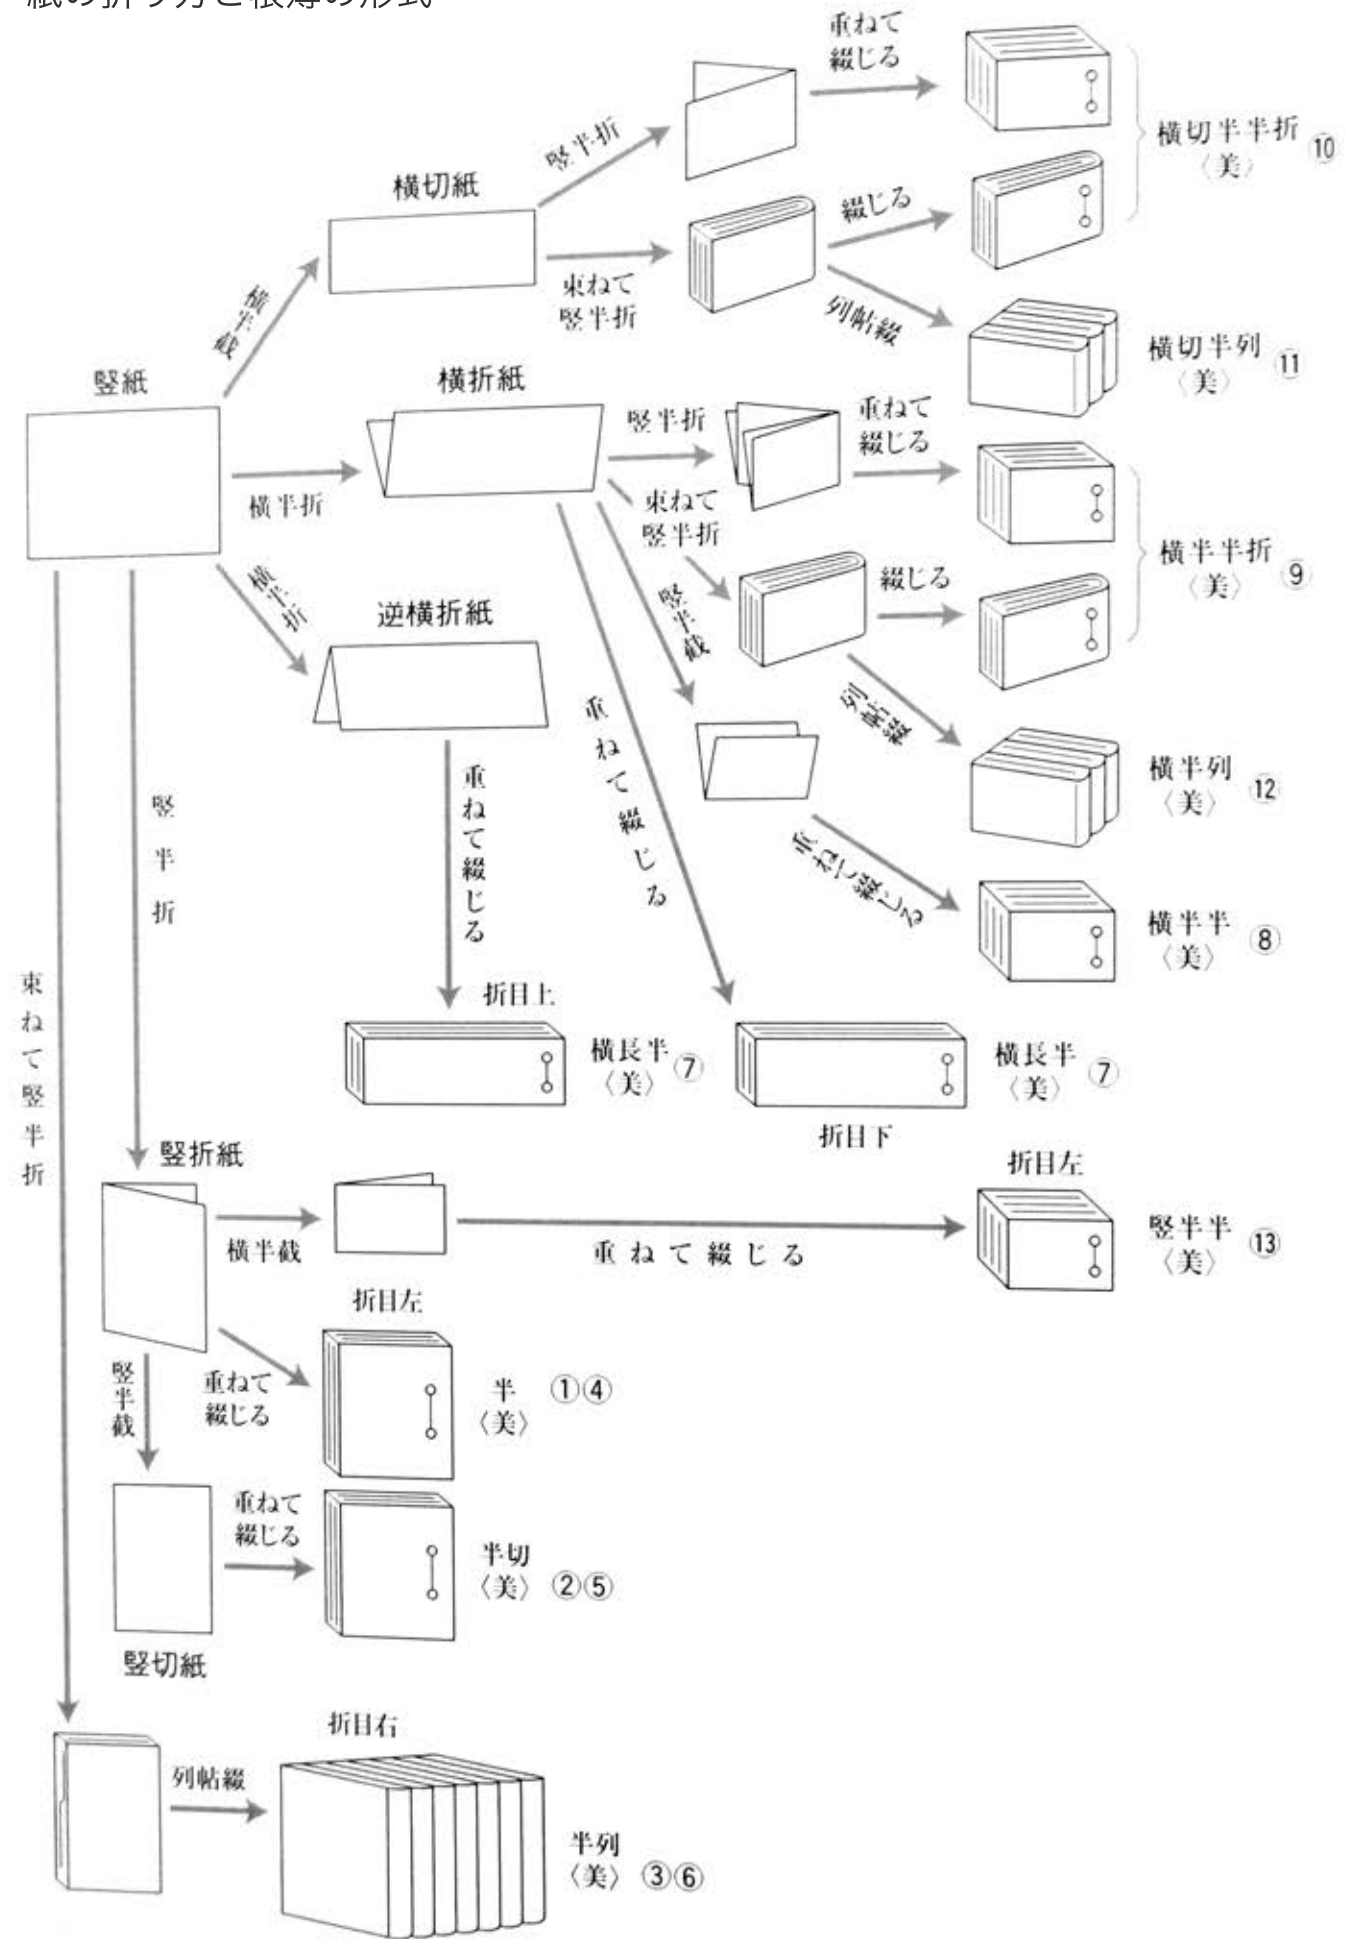 紙の折り方と帳簿の形式
重ねて
綴じる
横切半半折 ⑩
〈美〉
竪半折
横切紙
綴じる
束ねて
竪半折
横半截
列帖綴
横切半列 ⑪
〈美〉
竪紙
横折紙
竪半折
重ねて
綴じる
横半折
束ねて
竪半折
横半半折 ⑨
〈美〉
綴じる
横半折
逆横折紙
竪半截
列帖綴
重ねて綴じる
重ねて綴じる
横半列 ⑫
〈美〉
竪半折
重ねて綴じる
横半半 ⑧
〈美〉
束ねて竪半折
折目上
横長半 ⑦
〈美〉
横長半 ⑦
〈美〉
折目下
竪折紙
折目左
横半截
重ねて綴じる
竪半半 ⑬
〈美〉
折目左
竪半截
重ねて
綴じる
半 ①④
〈美〉
重ねて
綴じる
半切
〈美〉 ②⑤
竪切紙
折目右
列帖綴
半列
〈美〉 ③⑥